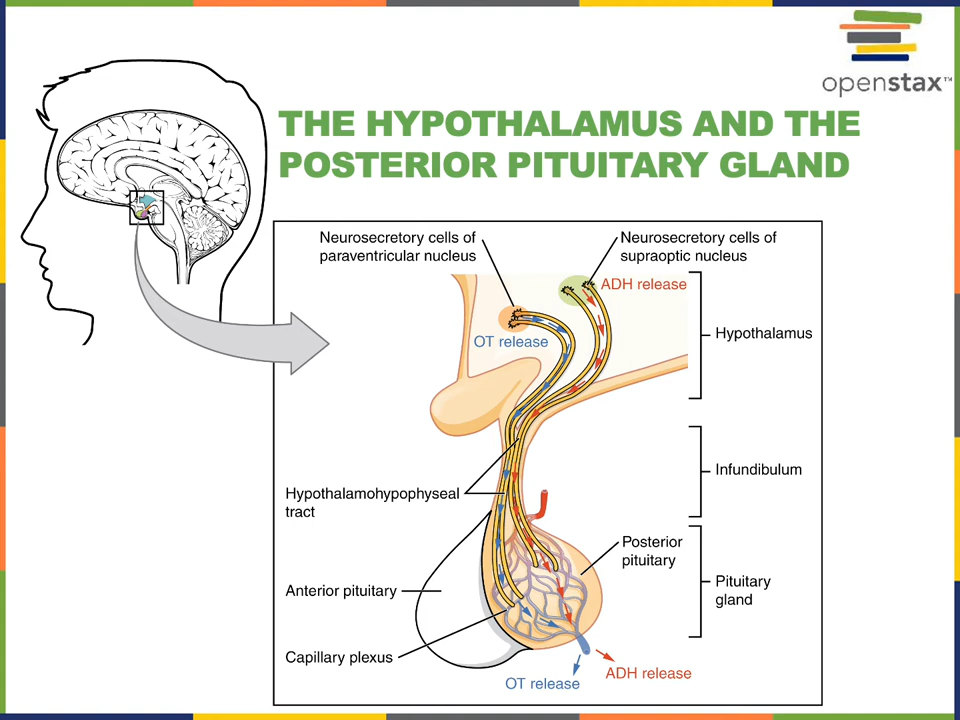 openstax™
THE HYPOTHALAMUS AND THE
POSTERIOR PITUITARY GLAND
Neurosecretory cells of
paraventricular nucleus
Neurosecretory cells of
supraoptic nucleus
ADH release
OT release
Hypothalamus
Infundibulum
Hypothalamohypophyseal
tract
Posterior
pituitary
Anterior pituitary
Pituitary
gland
Capillary plexus
OT release
ADH release